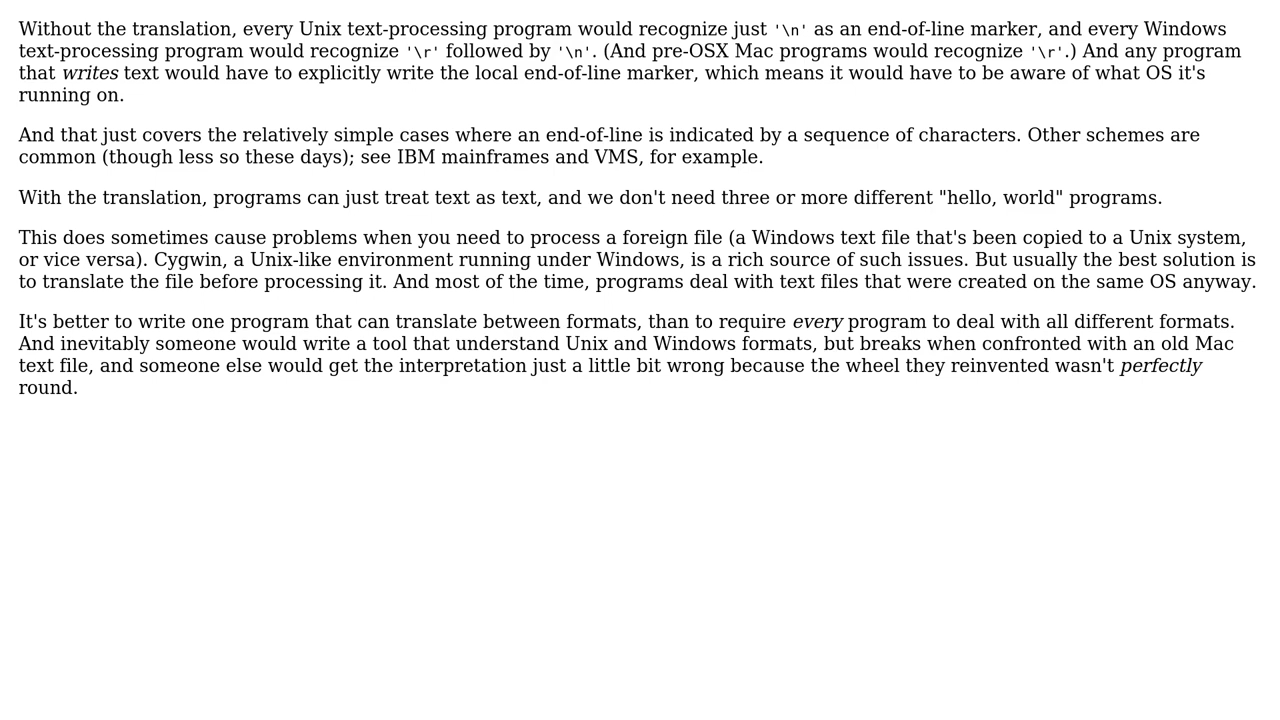 Without the translation, every Unix text-processing program would recognize just '\n' as an end-of-line marker, and every Windows
text-processing program would recognize '\r' followed by '\n'. (And pre-OSX Mac programs would recognize '\r'.) And any program
that writes text would have to explicitly write the local end-of-line marker, which means it would have to be aware of what OS it's
running on.
And that just covers the relatively simple cases where an end-of-line is indicated by a sequence of characters. Other schemes are
common (though less so these days); see IBM mainframes and VMS, for example.
With the translation, programs can just treat text as text, and we don't need three or more different "hello, world" programs.
This does sometimes cause problems when you need to process a foreign file (a Windows text file that's been copied to a Unix system,
or vice versa). Cygwin, a Unix-like environment running under Windows, is a rich source of such issues. But usually the best solution is
to translate the file before processing it. And most of the time, programs deal with text files that were created on the same OS anyway.
It's better to write one program that can translate between formats, than to require every program to deal with all different formats.
And inevitably someone would write a tool that understand Unix and Windows formats, but breaks when confronted with an old Mac
text file, and someone else would get the interpretation just a little bit wrong because the wheel they reinvented wasn't perfectly
round.